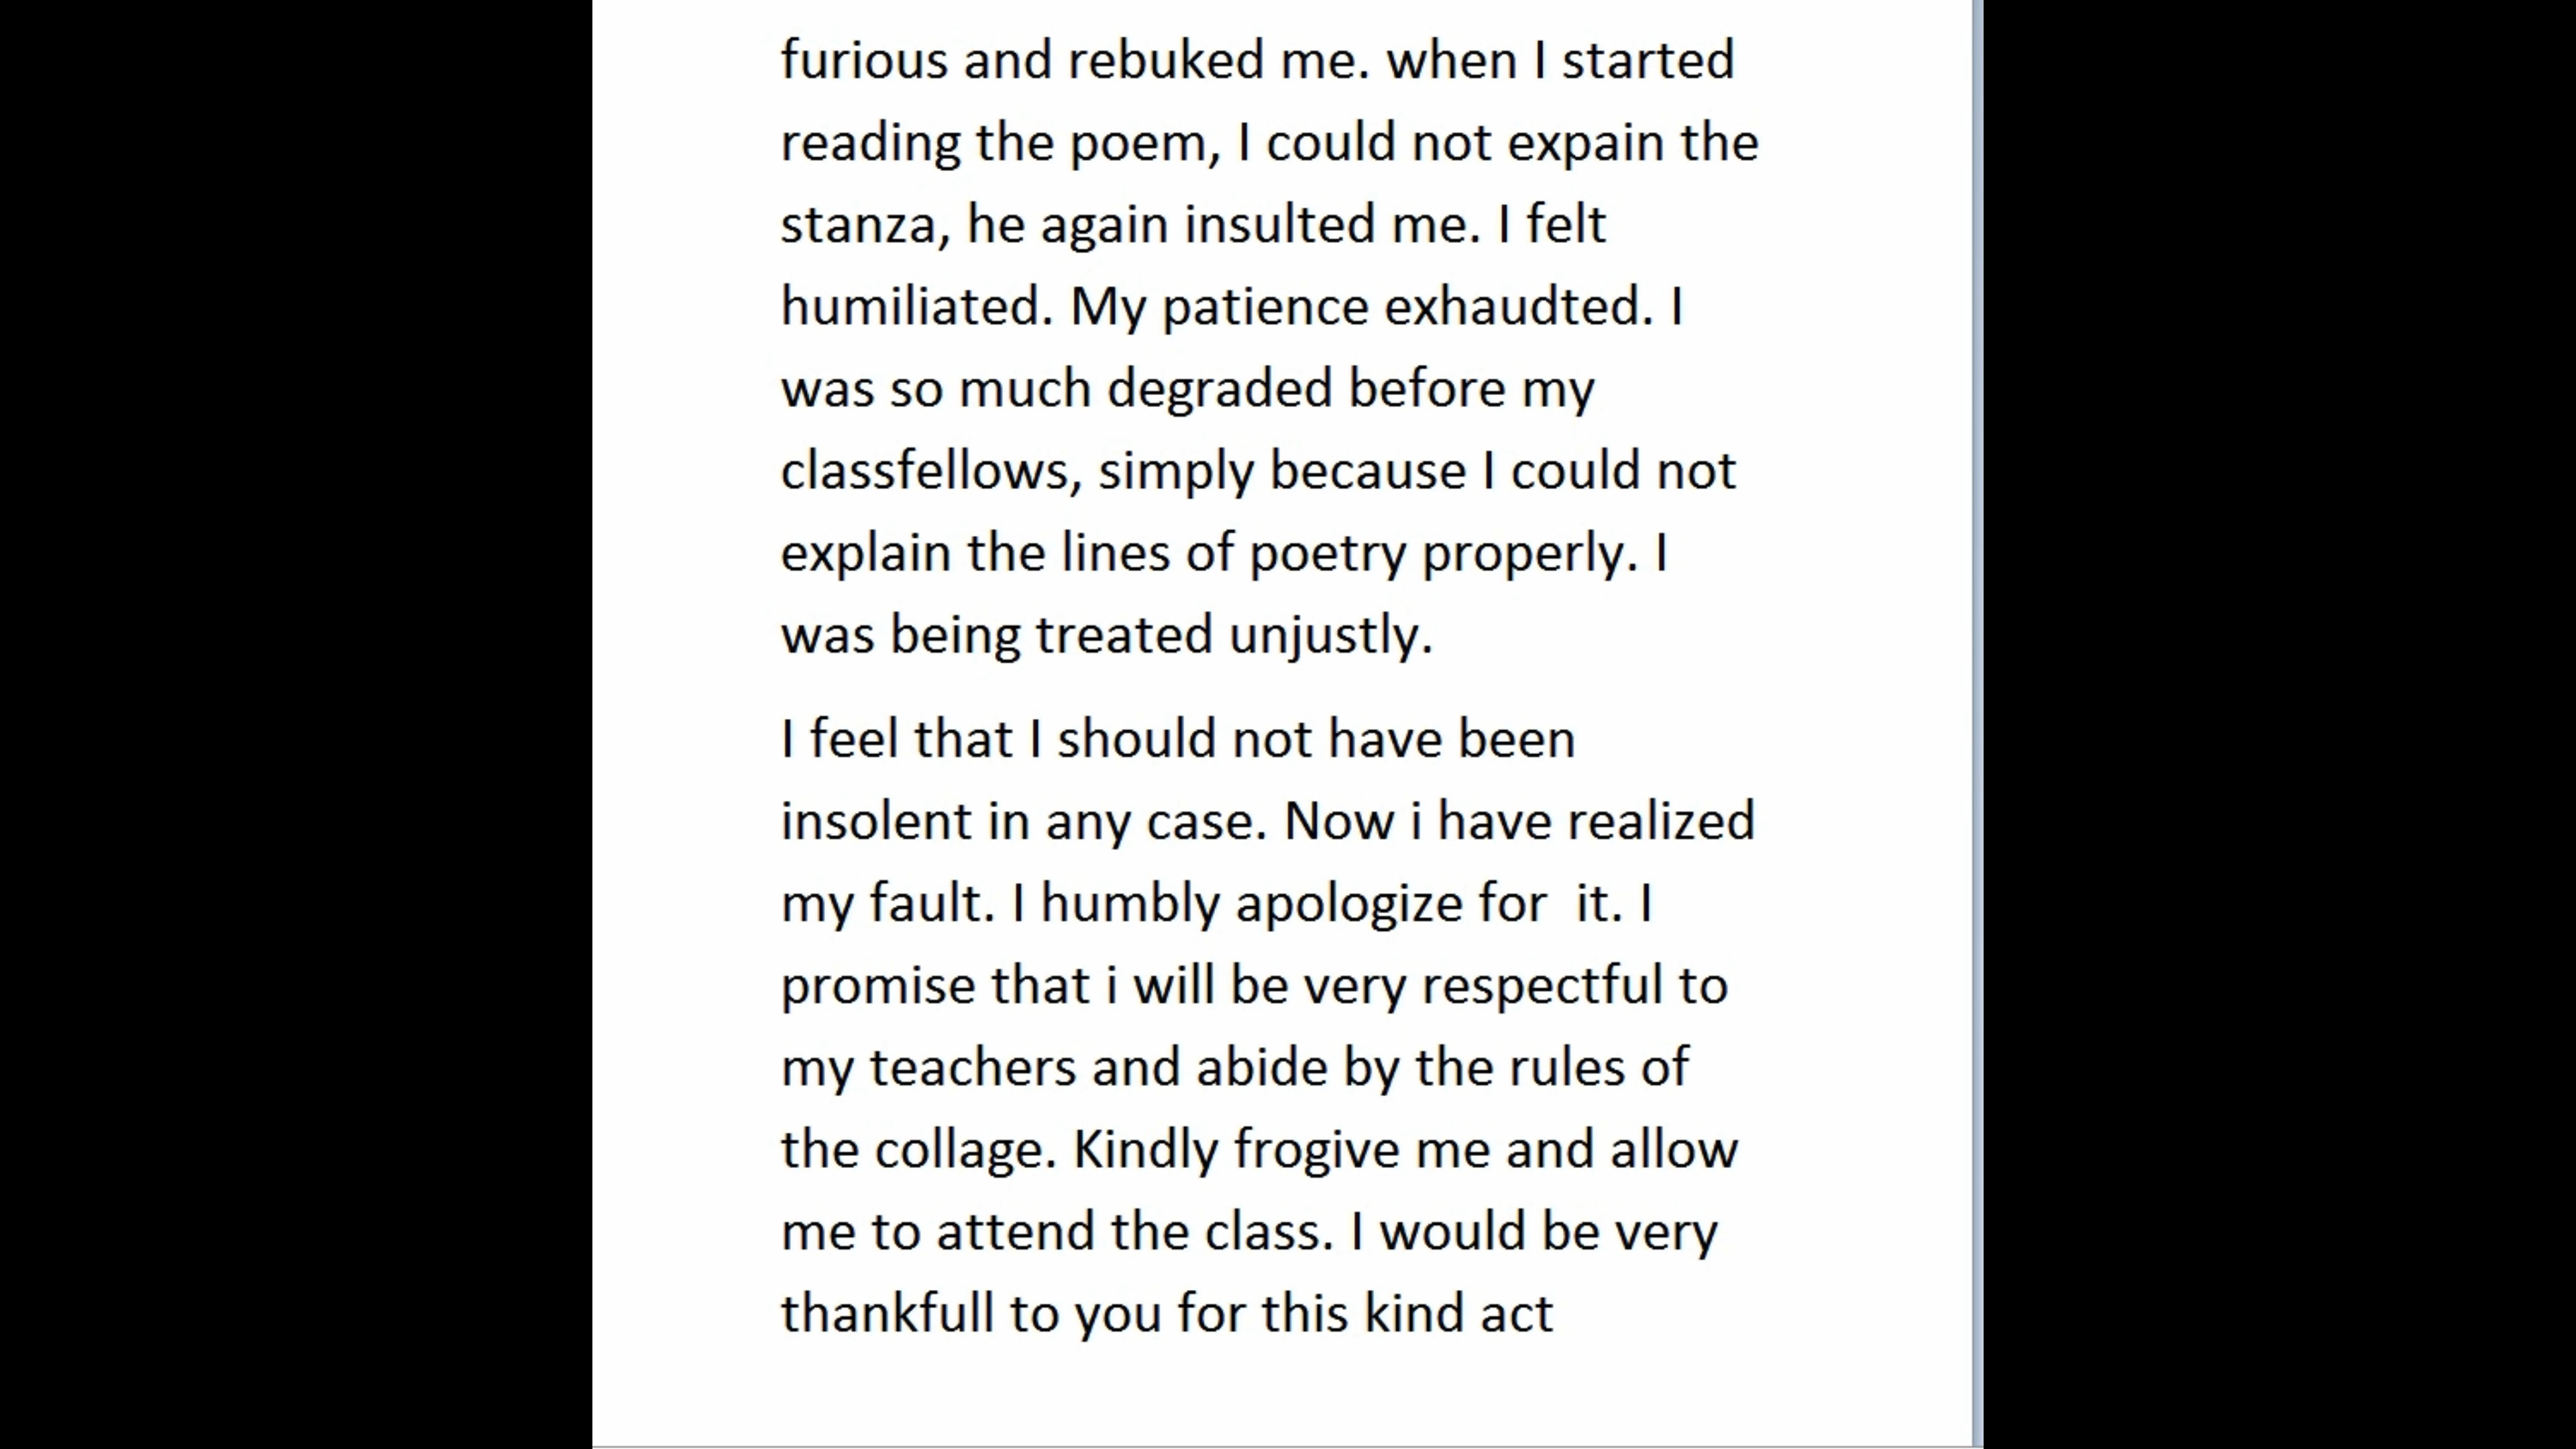 furious and rebuked me. when I started
reading the poem, I could not expain the
stanza, he again insulted me. I felt
humiliated. My patience exhaudted. I
was so much degraded before my
classfellows, simply because I could not
explain the lines of poetry properly. I
was being treated unjustly.
I feel that I should not have been
insolent in any case. Now i have realized
my fault. I humbly apologize for  it. I
promise that i will be very respectful to
my teachers and abide by the rules of
the collage. Kindly frogive me and allow
me to attend the class. I would be very
thankfull to you for this kind act